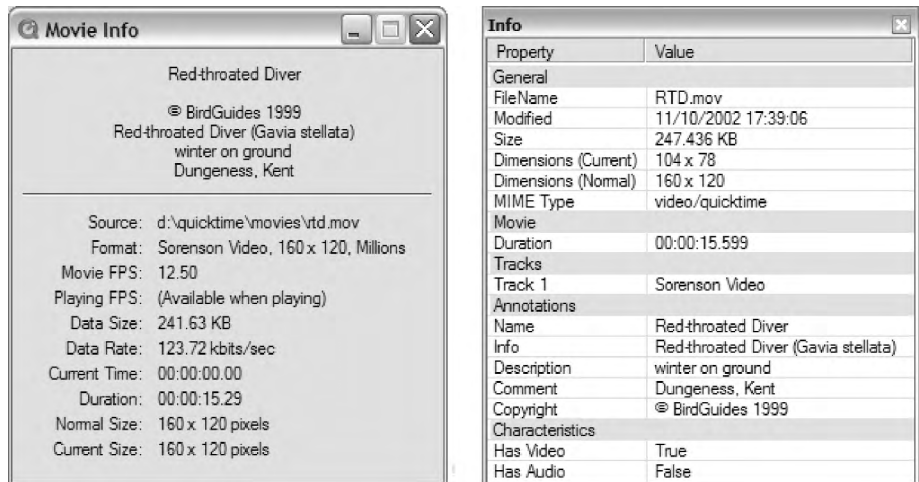 Movie Info
Red-throated Diver
© BirdGuides 1999
Red-throated Diver (Gavia stellata)
winter on ground
Dungeness, Kent
Source: d:\quicktime\movies\rtd.mov
Format: Sorenson Video, 160 x 120, Millions
Movie FPS: 12.50
Playing FPS: (Available when playing)
Data Size: 241.63 KB
Data Rate: 123.72 kbits/sec
Current Time: 00:00:00.00
Duration: 00:00:15.29
Normal Size: 160 x 120 pixels
Current Size: 160 x 120 pixels
Info
Property Value
General
FileName RTD.mov
Modified 11/10/2002 17:39:06
Size 247.436 KB
Dimensions (Current) 104 x 78
Dimensions (Normal) 160 x 120
MIME Type video/quicktime
Movie
Duration 00:00:15.599
Tracks
Track 1 Sorenson Video
Annotations
Name Red-throated Diver
Info Red-throated Diver (Gavia stellata)
Description winter on ground
Comment Dungeness, Kent
Copyright © BirdGuides 1999
Characteristics
Has Video True
Has Audio False